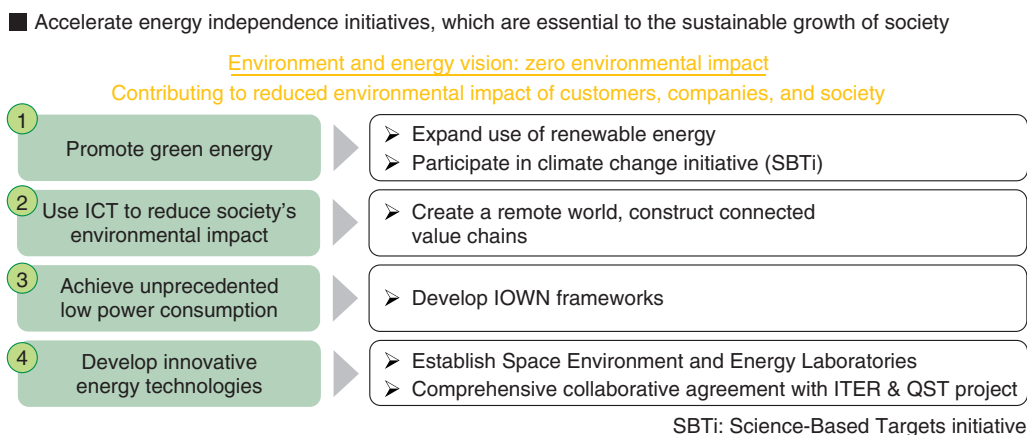 ■ Accelerate energy independence initiatives, which are essential to the sustainable growth of society
Environment and energy vision: zero environmental impact
Contributing to reduced environmental impact of customers, companies, and society
1
Promote green energy
➢ Expand use of renewable energy
➢ Participate in climate change initiative (SBTi)
2
Use ICT to reduce society’s
environmental impact
➢ Create a remote world, construct connected
value chains
3
Achieve unprecedented
low power consumption
➢ Develop IOWN frameworks
4
Develop innovative
energy technologies
➢ Establish Space Environment and Energy Laboratories
➢ Comprehensive collaborative agreement with ITER & QST project
SBTi: Science-Based Targets initiative